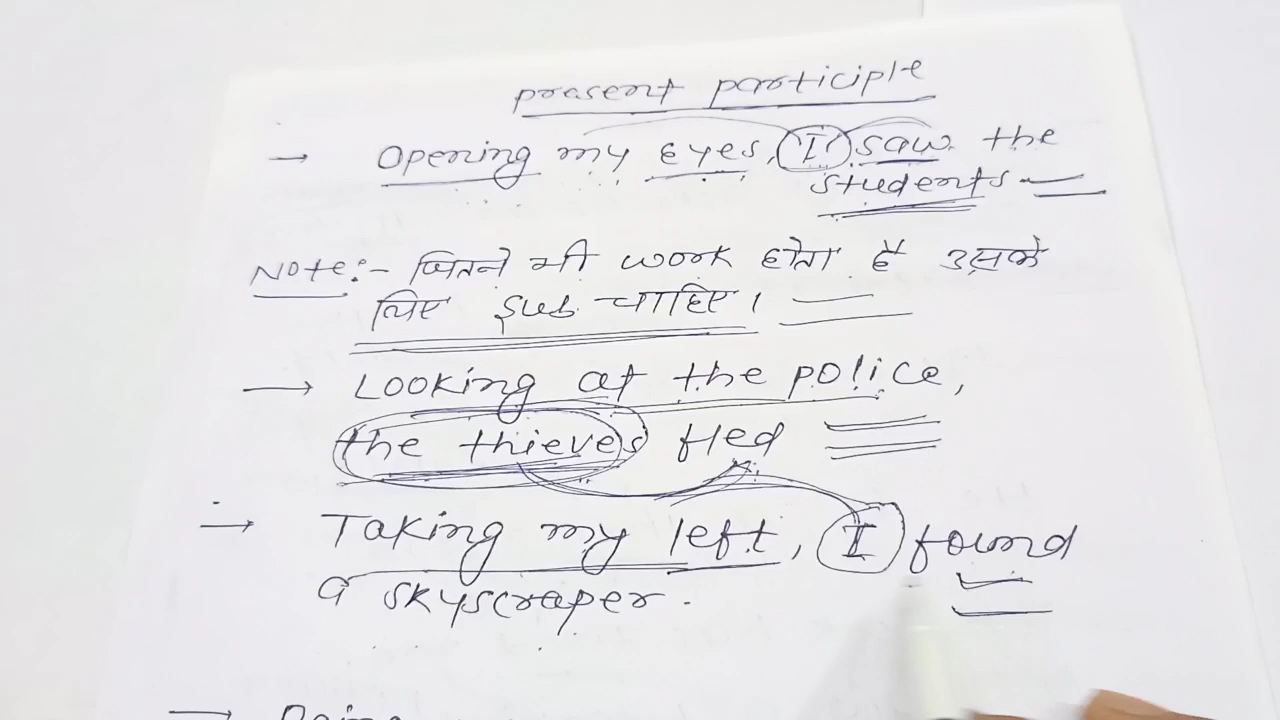 present participle
→ Opening my eyes, I saw the
students.
Note:- जितने भी work होता है उसके
लिए sub चाहिए।
→ Looking at the police,
the thieves fled
→ Taking my left, I found
a skyscraper.
→